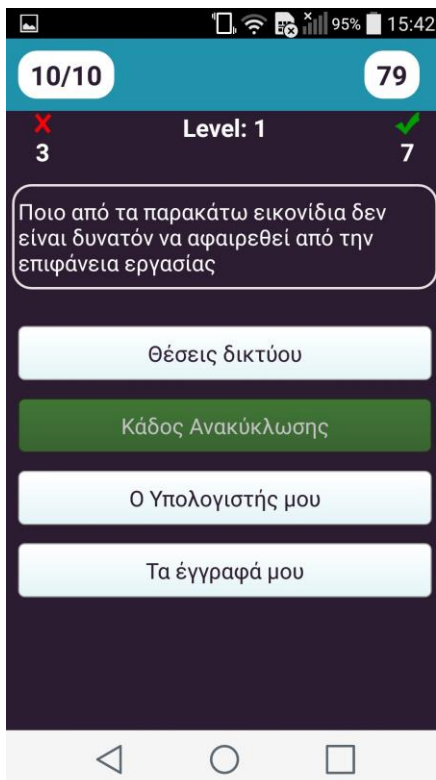 95% 15:42
10/10 79
Level: 1
3 7
Ποιο από τα παρακάτω εικονίδια δεν
είναι δυνατόν να αφαιρεθεί από την
επιφάνεια εργασίας
Θέσεις δικτύου
Κάδος Ανακύκλωσης
Ο Υπολογιστής μου
Τα έγγραφά μου